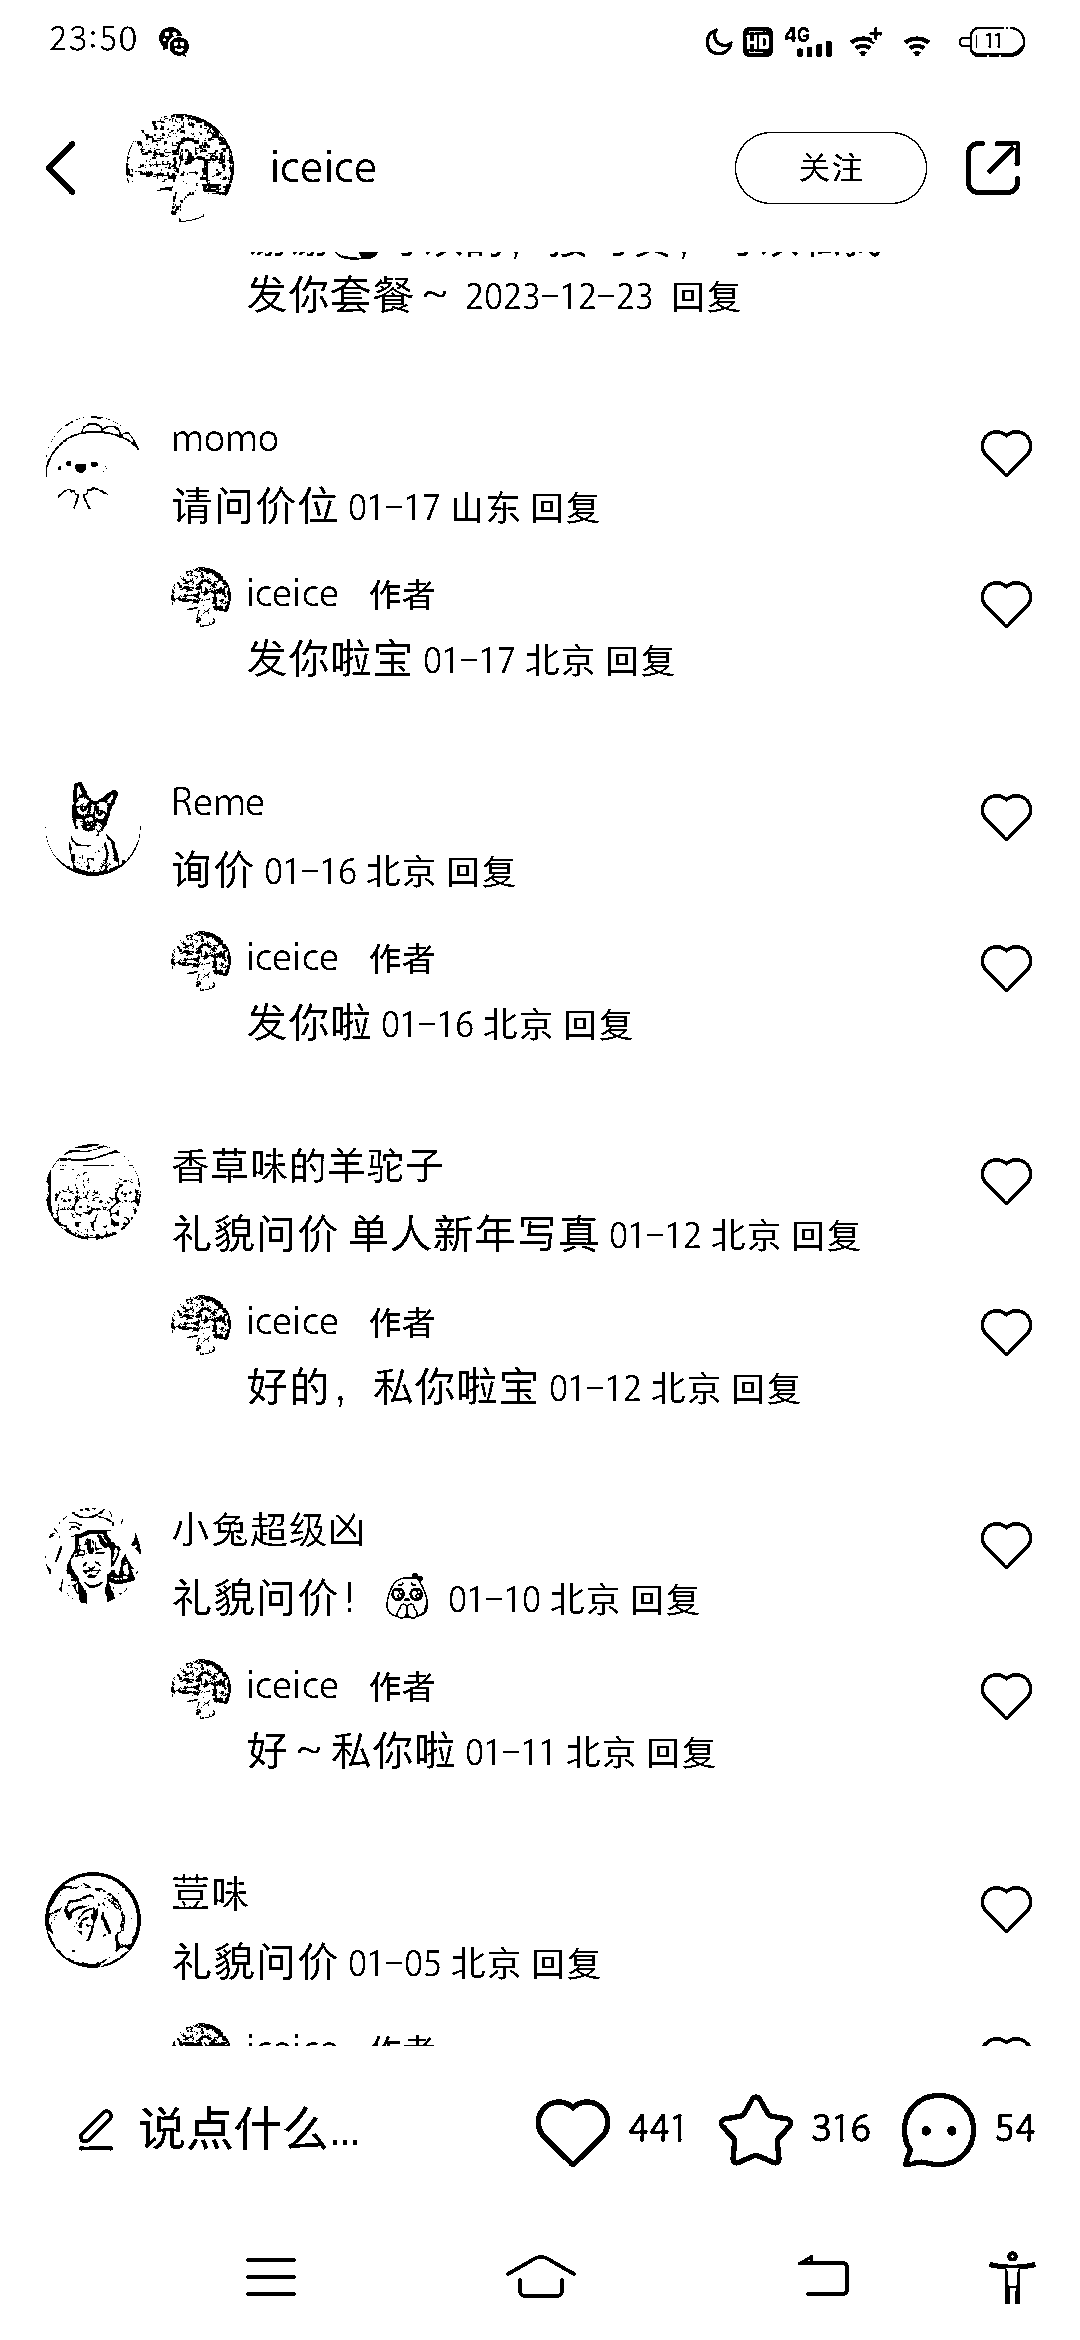 23:50
HD 4G 11
iceice 关注
发你套餐~ 2023-12-23 回复
momo
请问价位 01-17 山东 回复
iceice 作者
发你啦宝 01-17 北京 回复
Reme
询价 01-16 北京 回复
iceice 作者
发你啦 01-16 北京 回复
香草味的羊驼子
礼貌问价 单人新年写真 01-12 北京 回复
iceice 作者
好的，私你啦宝 01-12 北京 回复
小兔超级凶
礼貌问价！ 01-10 北京 回复
iceice 作者
好~私你啦 01-11 北京 回复
荳味
礼貌问价 01-05 北京 回复
iceice 作者
说点什么... 441 316 54